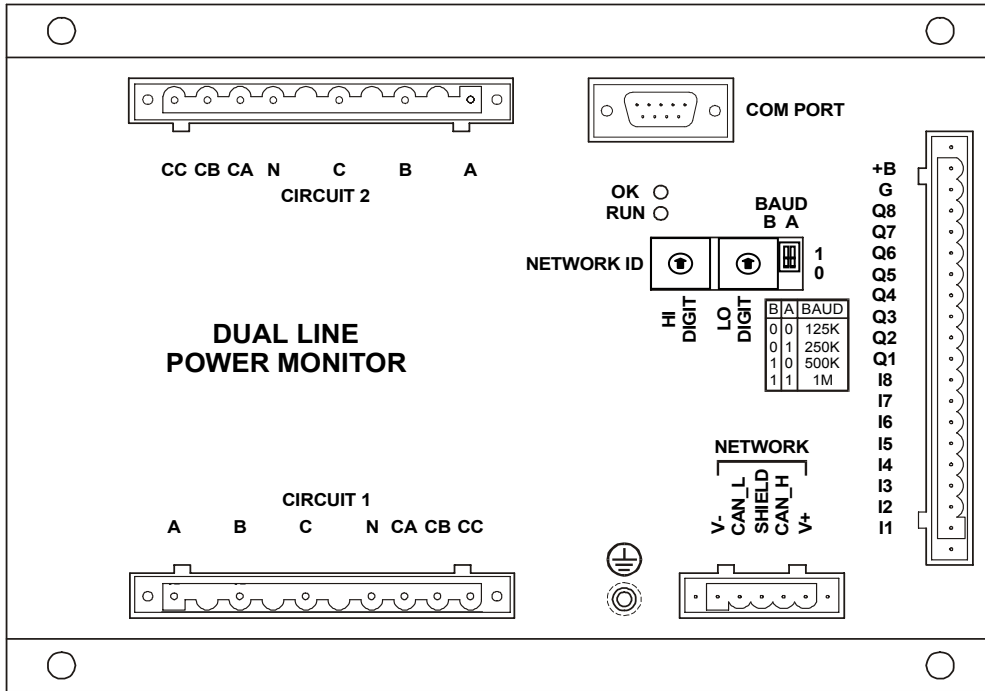 COM PORT
CC CB CA N C B A
CIRCUIT 2
OK
RUN
BAUD
B A
1
0
NETWORK ID
HI DIGIT
LO DIGIT
B A BAUD
0 0 125K
0 1 250K
1 0 500K
1 1 1M
DUAL LINE
POWER MONITOR
+B
G
Q8
Q7
Q6
Q5
Q4
Q3
Q2
Q1
I8
I7
I6
I5
I4
I3
I2
I1
NETWORK
V-
CAN_L
SHIELD
CAN_H
V+
CIRCUIT 1
A B C N CA CB CC